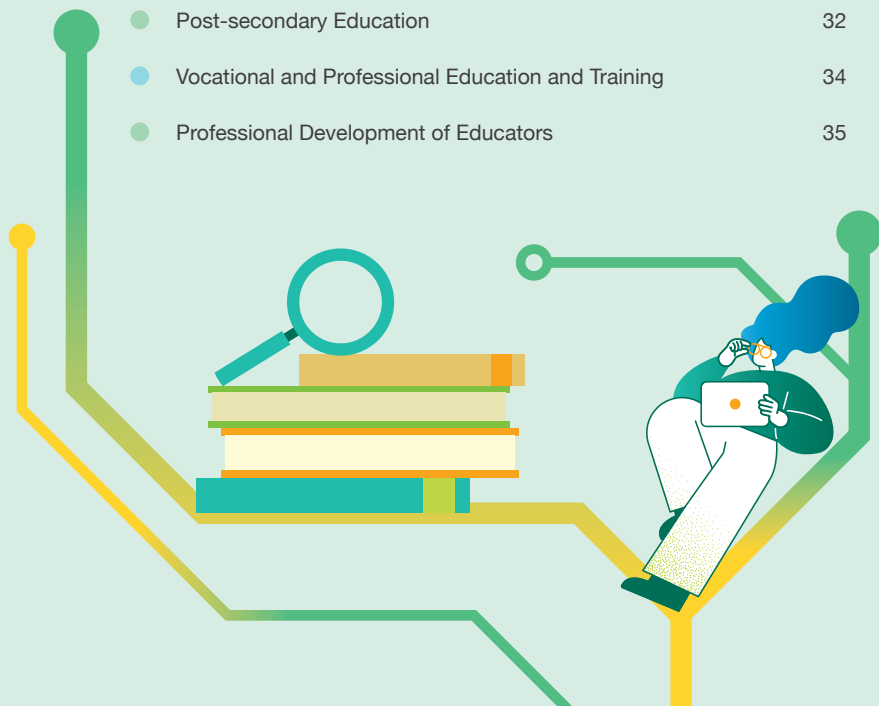 Post-secondary Education 32
Vocational and Professional Education and Training 34
Professional Development of Educators 35